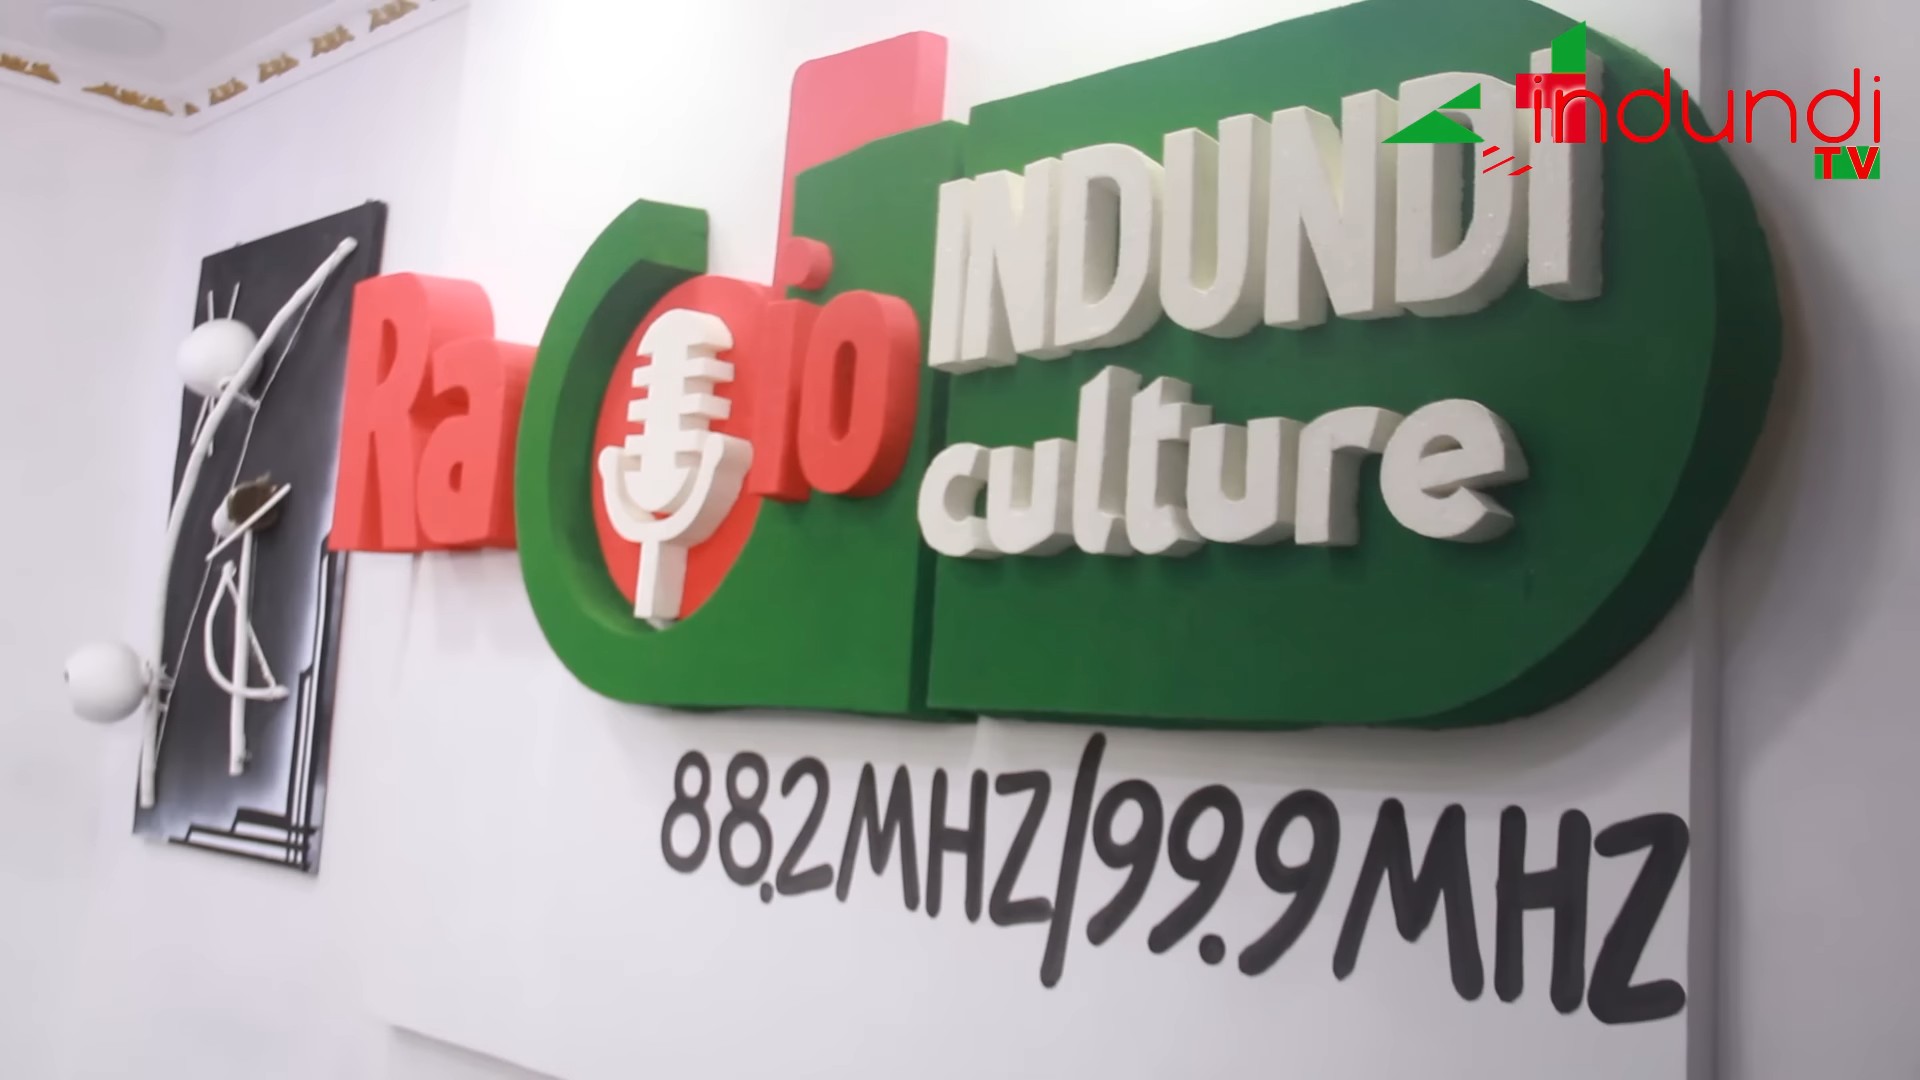 indundi
TV
Radio
INDUNDI
culture
88.2MHZ/99.9MHZ